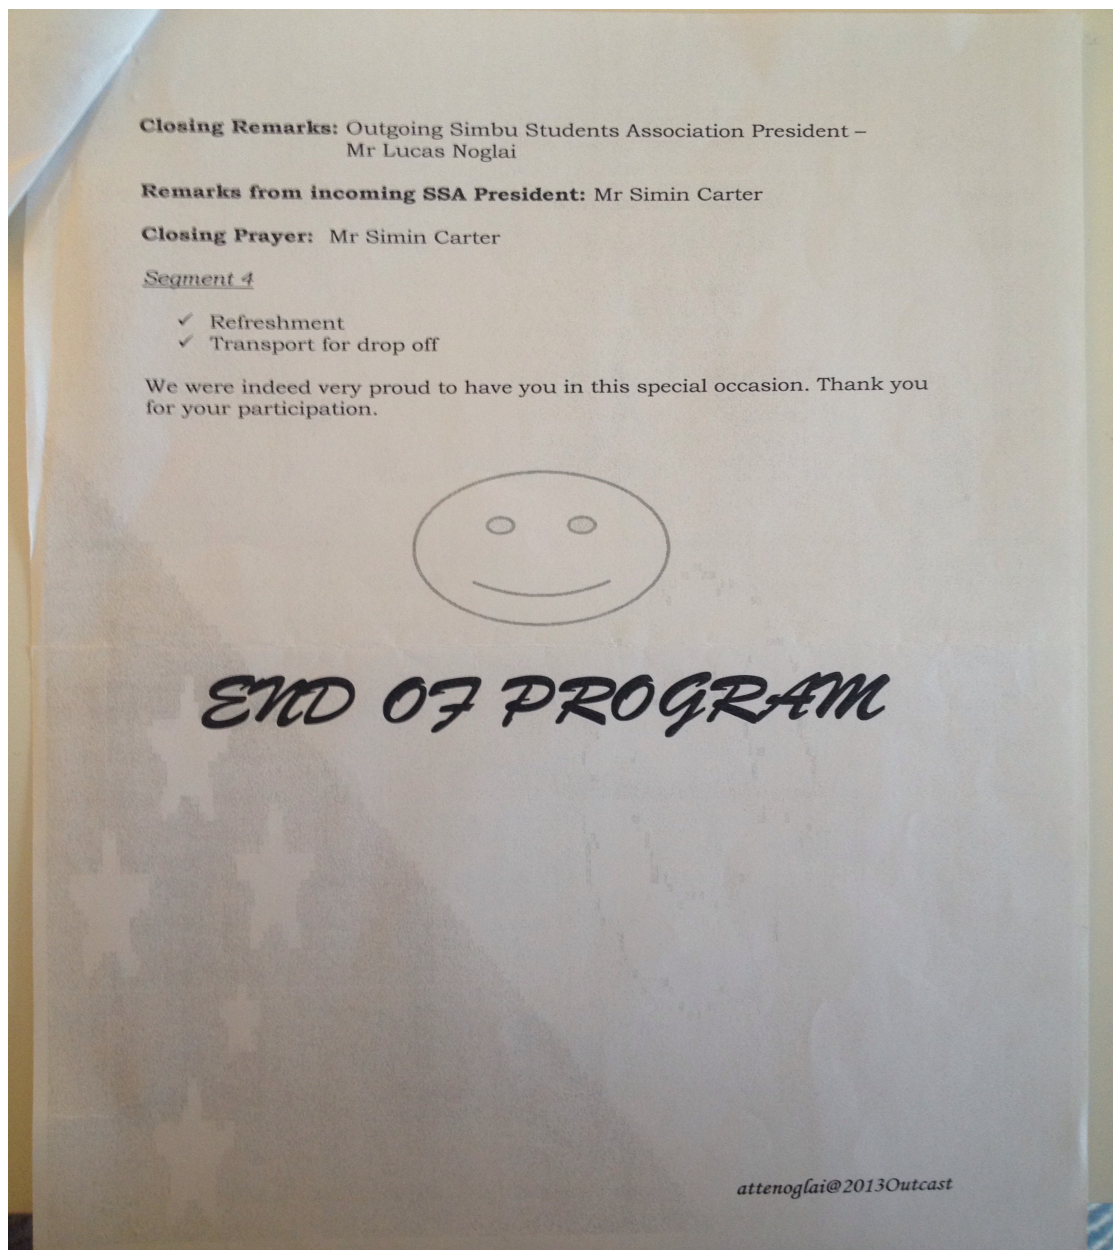 Closing Remarks: Outgoing Simbu Students Association President –
Mr Lucas Noglai
Remarks from incoming SSA President: Mr Simin Carter
Closing Prayer: Mr Simin Carter
Segment 4
✓ Refreshment
✓ Transport for drop off
We were indeed very proud to have you in this special occasion. Thank you
for your participation.
END OF PROGRAM
attenoglai@2013Outcast